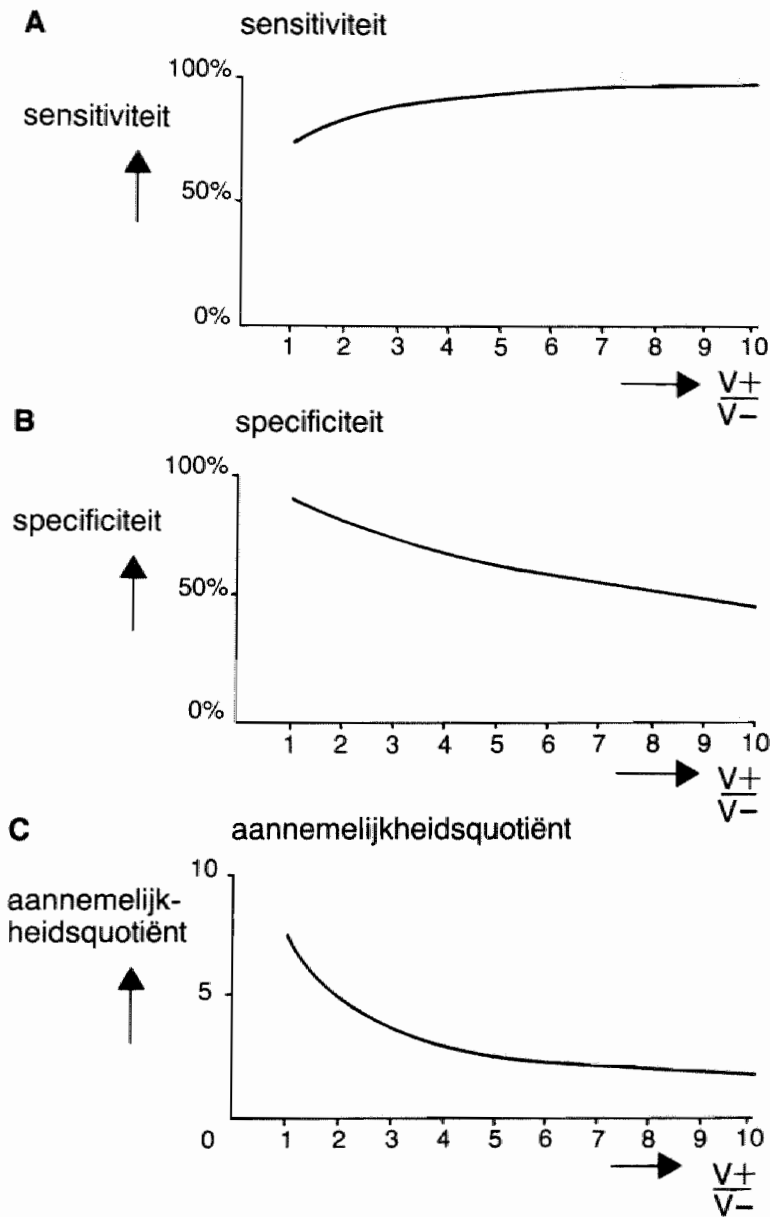 A
sensitiviteit
100%
sensitiviteit
50%
0%
1 2 3 4 5 6 7 8 9 10
V+
V−
B
specificiteit
100%
specificiteit
50%
0%
1 2 3 4 5 6 7 8 9 10
V+
V−
C
aannemelijkheidsquotiënt
10
aannemelijk-
heidsquotiënt
5
0 1 2 3 4 5 6 7 8 9 10
V+
V−